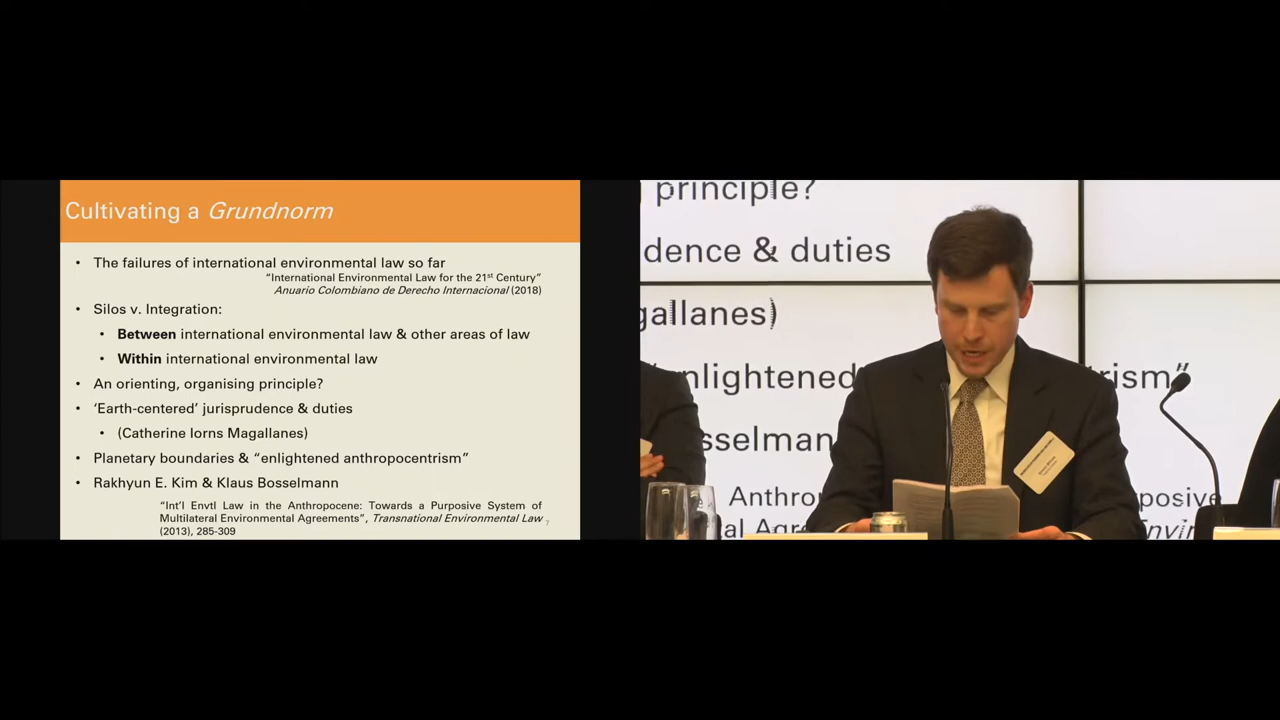 Cultivating a Grundnorm
• The failures of international environmental law so far
“International Environmental Law for the 21st Century”
Anuario Colombiano de Derecho Internacional (2018)
• Silos v. Integration:
• Between international environmental law & other areas of law
• Within international environmental law
• An orienting, organising principle?
• ‘Earth-centered’ jurisprudence & duties
• (Catherine Iorns Magallanes)
• Planetary boundaries & “enlightened anthropocentrism”
• Rakhyun E. Kim & Klaus Bosselmann
“Int’l Envtl Law in the Anthropocene: Towards a Purposive System of
Multilateral Environmental Agreements”, Transnational Environmental Law
(2013), 285-309
7
principle?
dence & duties
gallanes)
enlightened rism”
sselman
Anthro posive
al Agre Envir